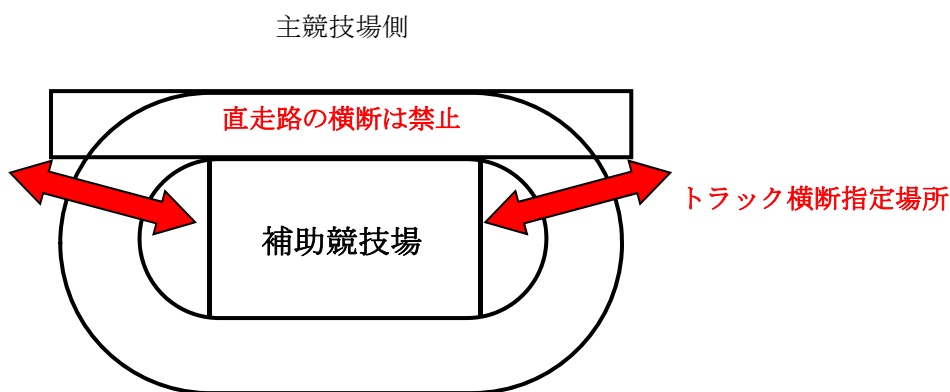 主競技場側
直走路の横断は禁止
トラック横断指定場所
補助競技場